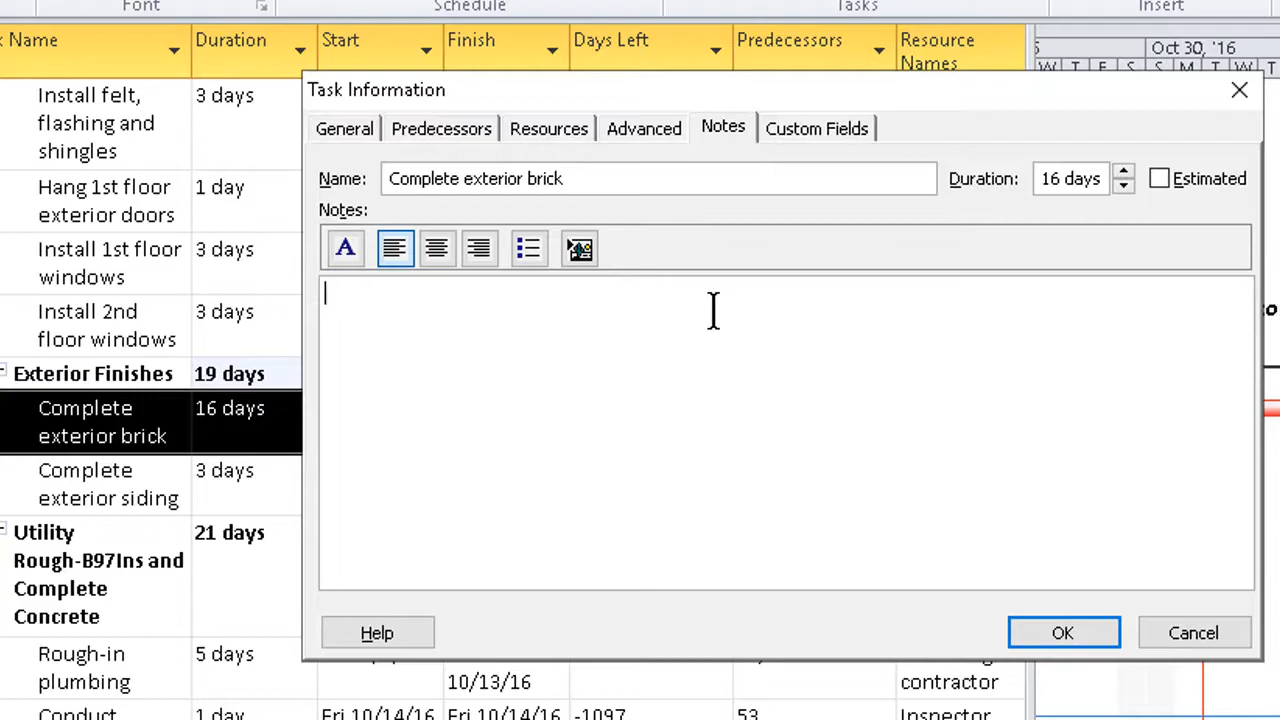 Font
Schedule
Tasks
Insert
Name
Duration
Start
Finish
Days Left
Predecessors
Resource
Names
Oct 30, '16
W T F S S M T W T
Install felt,
flashing and
shingles
3 days
Hang 1st floor
exterior doors
1 day
Install 1st floor
windows
3 days
Install 2nd
floor windows
3 days
Exterior Finishes
19 days
Complete
exterior brick
16 days
Complete
exterior siding
3 days
Utility
Rough-B97Ins and
Complete
Concrete
21 days
Rough-in
plumbing
5 days
10/13/16
contractor
Conduct
1 day
Fri 10/14/16
Fri 10/14/16
-1097
53
Inspector
Task Information
General
Predecessors
Resources
Advanced
Notes
Custom Fields
Name:
Complete exterior brick
Duration:
16 days
Estimated
Notes:
A
Help
OK
Cancel